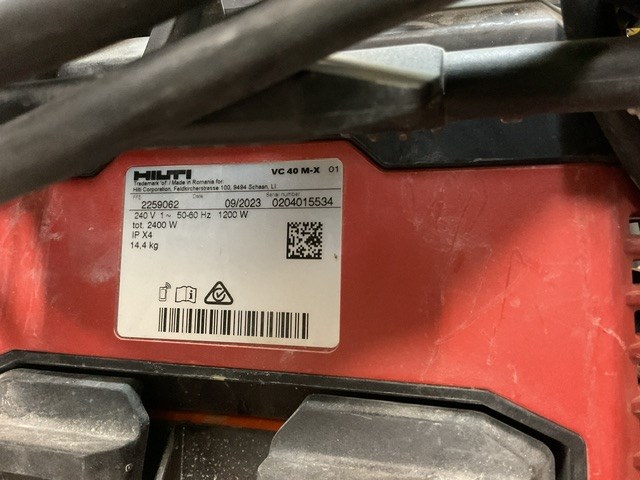 HILTI VC 40 M-X 01
Trademark of / Made in Romania for:
Hilti Corporation, Feldkircherstrasse 100, 9494 Schaan, LI
Date Serial number
2259062 09/2023 0204015534
240 V 1~ 50-60 Hz 1200 W
tot. 2400 W
IP X4
14,4 kg